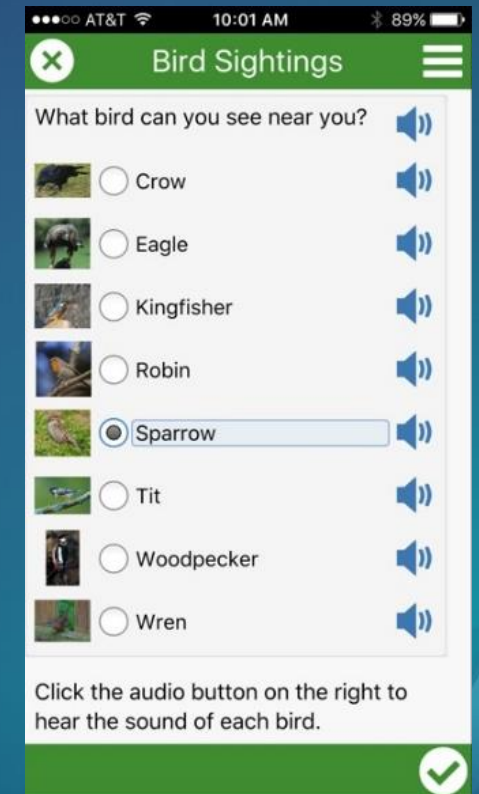 AT&T 10:01 AM 89%
Bird Sightings
What bird can you see near you?
Crow
Eagle
Kingfisher
Robin
Sparrow
Tit
Woodpecker
Wren
Click the audio button on the right to
hear the sound of each bird.